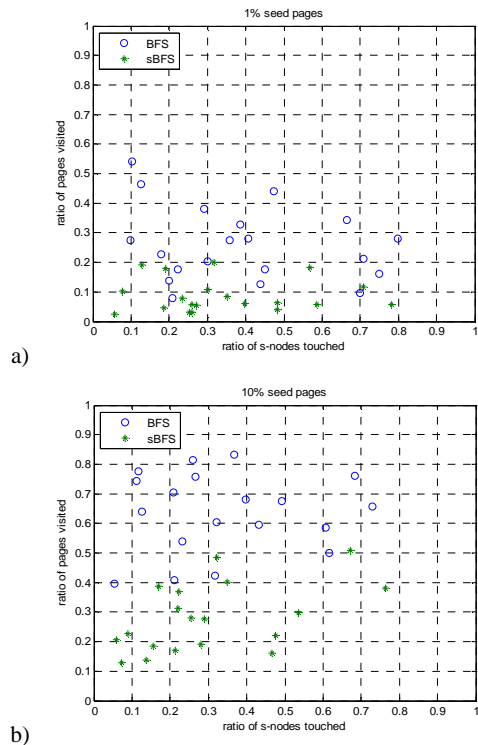 1% seed pages
1
0.9
0.8
0.7
0.6
0.5
0.4
0.3
0.2
0.1
0
BFS
sBFS
ratio of pages visited
0 0.1 0.2 0.3 0.4 0.5 0.6 0.7 0.8 0.9 1
ratio of s-nodes touched
a)
10% seed pages
1
0.9
0.8
0.7
0.6
0.5
0.4
0.3
0.2
0.1
0
BFS
sBFS
ratio of pages visited
0 0.1 0.2 0.3 0.4 0.5 0.6 0.7 0.8 0.9 1
ratio of s-nodes touched
b)